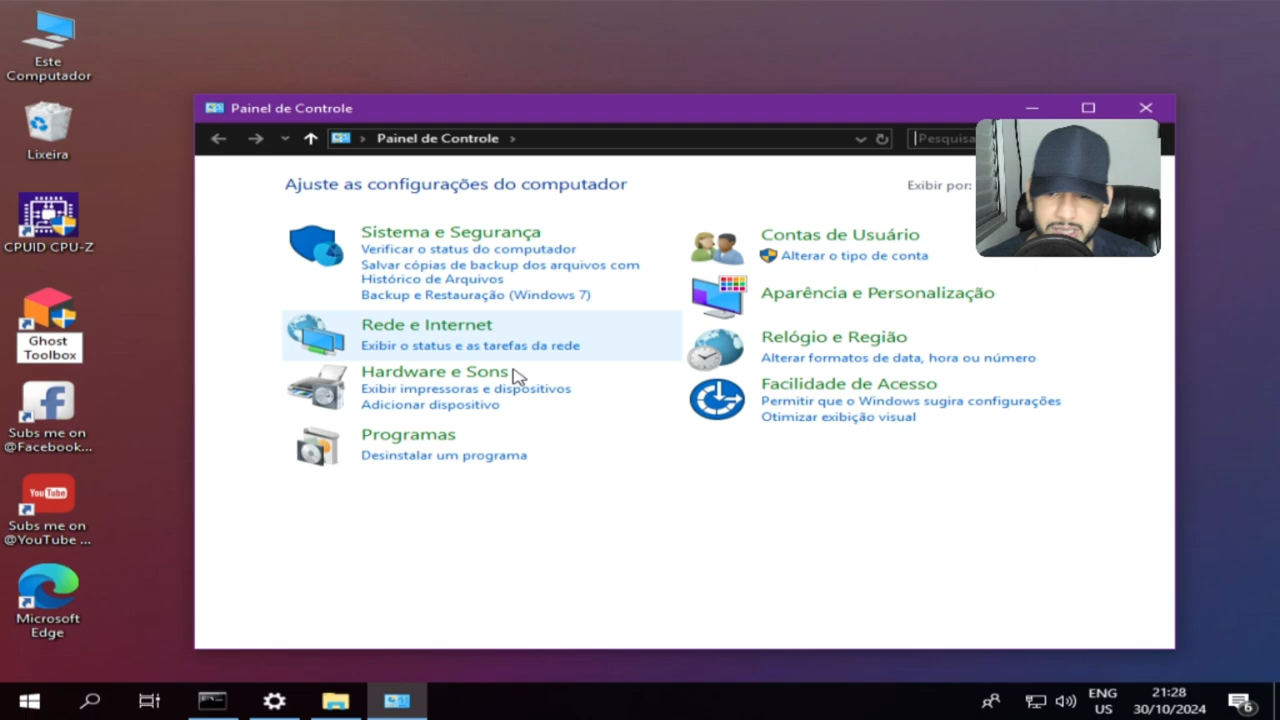 Este
Computador
Lixeira
CPUID CPU-Z
Ghost
Toolbox
Subs me on
@Facebook...
You Tube
Subs me on
@YouTube ...
Microsoft
Edge
Painel de Controle
Painel de Controle
Pesquisa
Ajuste as configurações do computador
Exibir por:
Sistema e Segurança
Verificar o status do computador
Salvar cópias de backup dos arquivos com
Histórico de Arquivos
Backup e Restauração (Windows 7)
Rede e Internet
Exibir o status e as tarefas da rede
Hardware e Sons
Exibir impressoras e dispositivos
Adicionar dispositivo
Programas
Desinstalar um programa
Contas de Usuário
Alterar o tipo de conta
Aparência e Personalização
Relógio e Região
Alterar formatos de data, hora ou número
Facilidade de Acesso
Permitir que o Windows sugira configurações
Otimizar exibição visual
ENG
US
21:28
30/10/2024
6